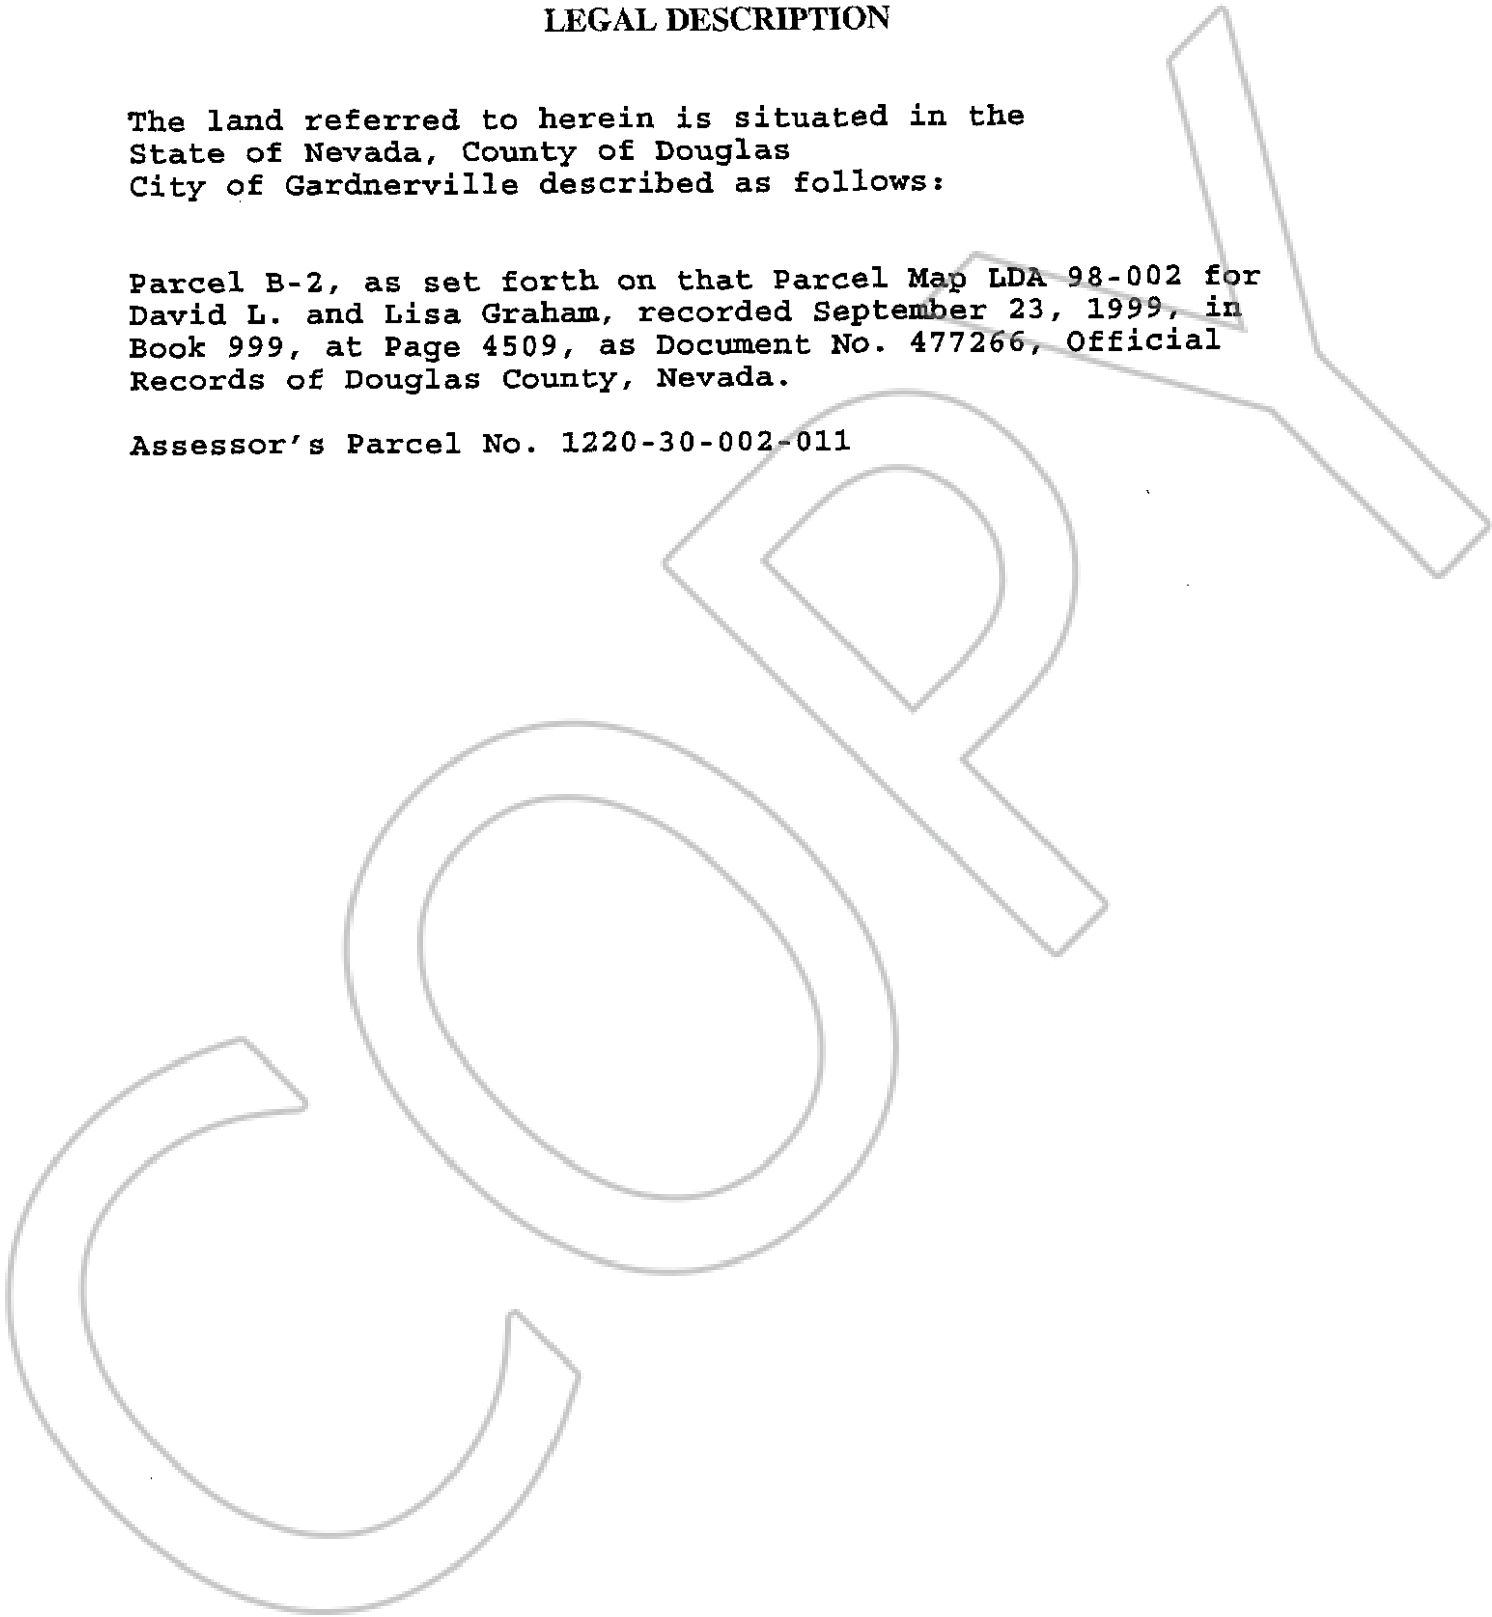 LEGAL DESCRIPTION
The land referred to herein is situated in the
State of Nevada, County of Douglas
City of Gardnerville described as follows:
Parcel B-2, as set forth on that Parcel Map LDA 98-002 for
David L. and Lisa Graham, recorded September 23, 1999, in
Book 999, at Page 4509, as Document No. 477266, Official
Records of Douglas County, Nevada.
Assessor's Parcel No. 1220-30-002-011
COPY